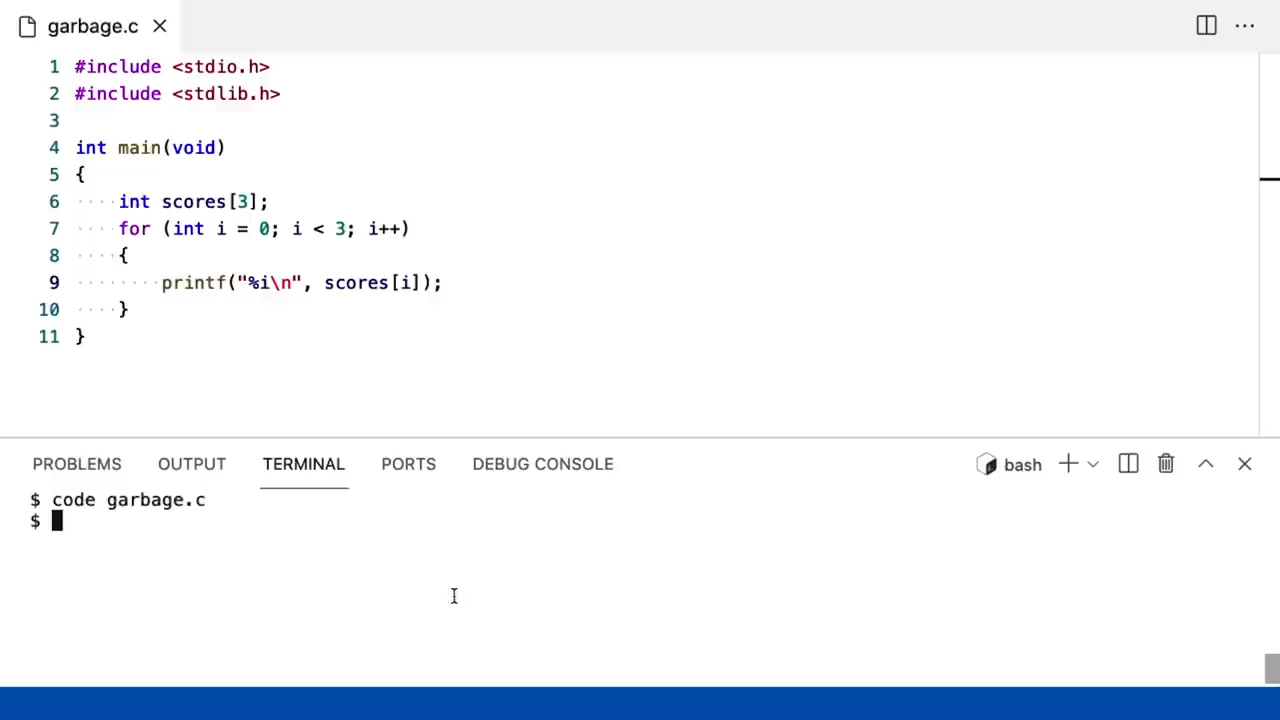 garbage.c
1 #include <stdio.h>
2 #include <stdlib.h>
3
4 int main(void)
5 {
6 ····int scores[3];
7 ····for (int i = 0; i < 3; i++)
8 ····{
9 ········printf("%i\n", scores[i]);
10 ····}
11 }
PROBLEMS OUTPUT TERMINAL PORTS DEBUG CONSOLE bash
$ code garbage.c
$